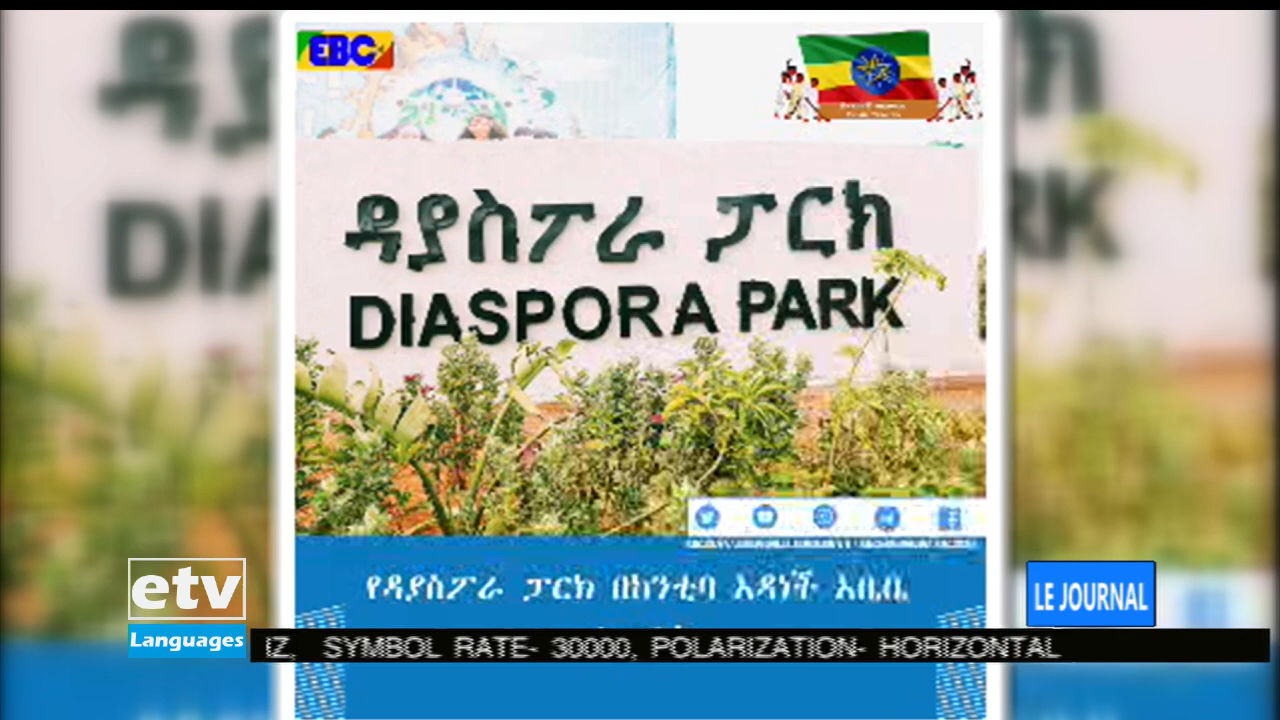 EBC
ዳያስፖራ ፓርክ
DIASPORA PARK
የዳያስፖራ ፓርክ በከንቲባ አዳነች አቤቤ
etv
Languages
LE JOURNAL
IZ, SYMBOL RATE- 30000, POLARIZATION- HORIZONTAL